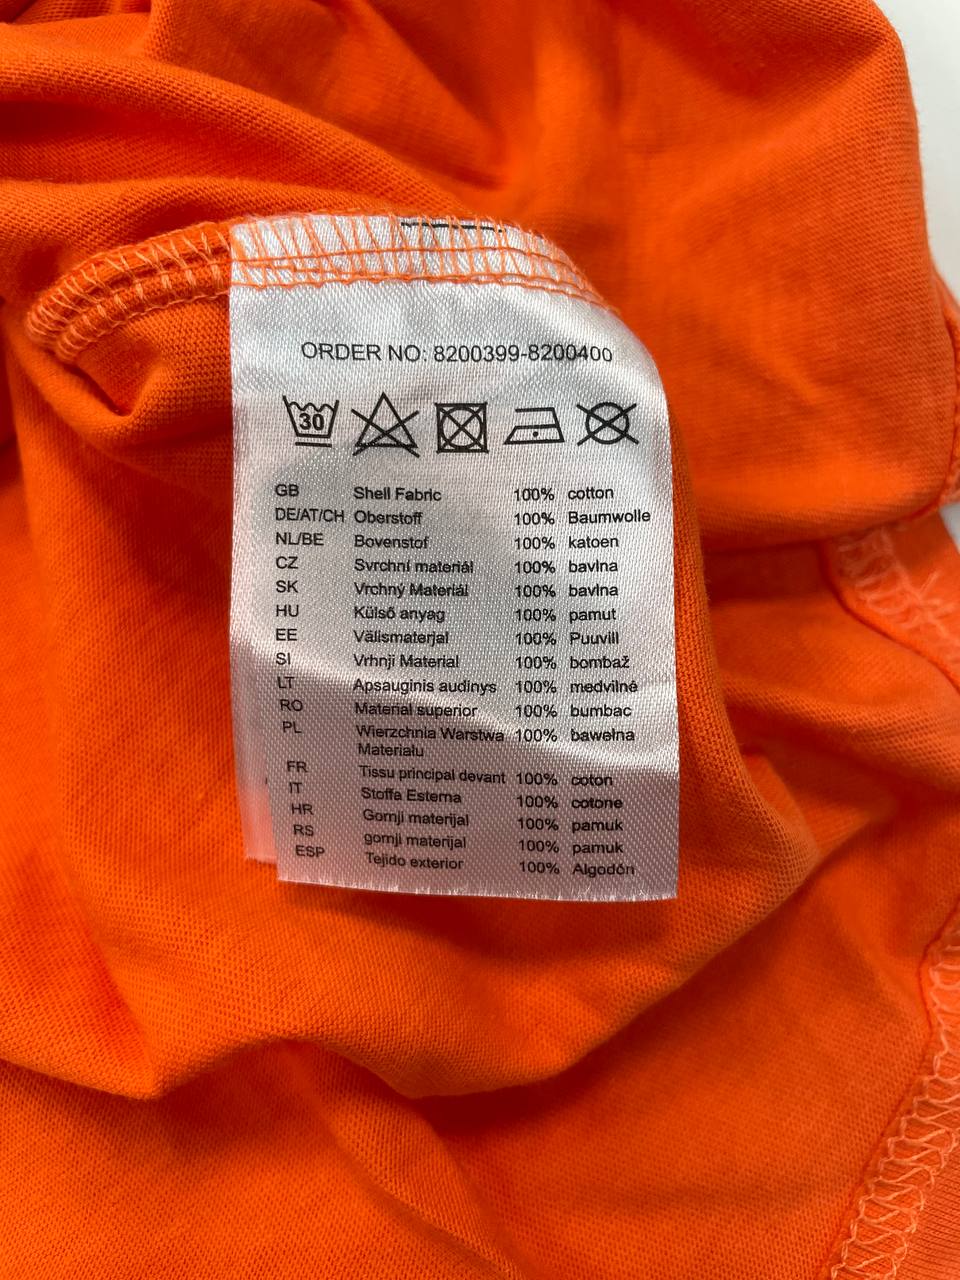 ORDER NO: 8200399-8200400
30
GB Shell Fabric 100% cotton
DE/AT/CH Oberstoff 100% Baumwolle
NL/BE Bovenstof 100% katoen
CZ Svrchní materiál 100% bavlna
SK Vrchný Materiál 100% bavlna
HU Külső anyag 100% pamut
EE Välismaterjal 100% Puuvill
SI Vrhnji Material 100% bombaž
LT Apsauginis audinys 100% medvilnė
RO Material superior 100% bumbac
PL Wierzchnia Warstwa 100% bawełna
Materiału
FR Tissu principal devant 100% coton
IT Stoffa Esterna 100% cotone
HR Gornji materijal 100% pamuk
RS gornji materijal 100% pamuk
ESP Tejido exterior 100% Algodón